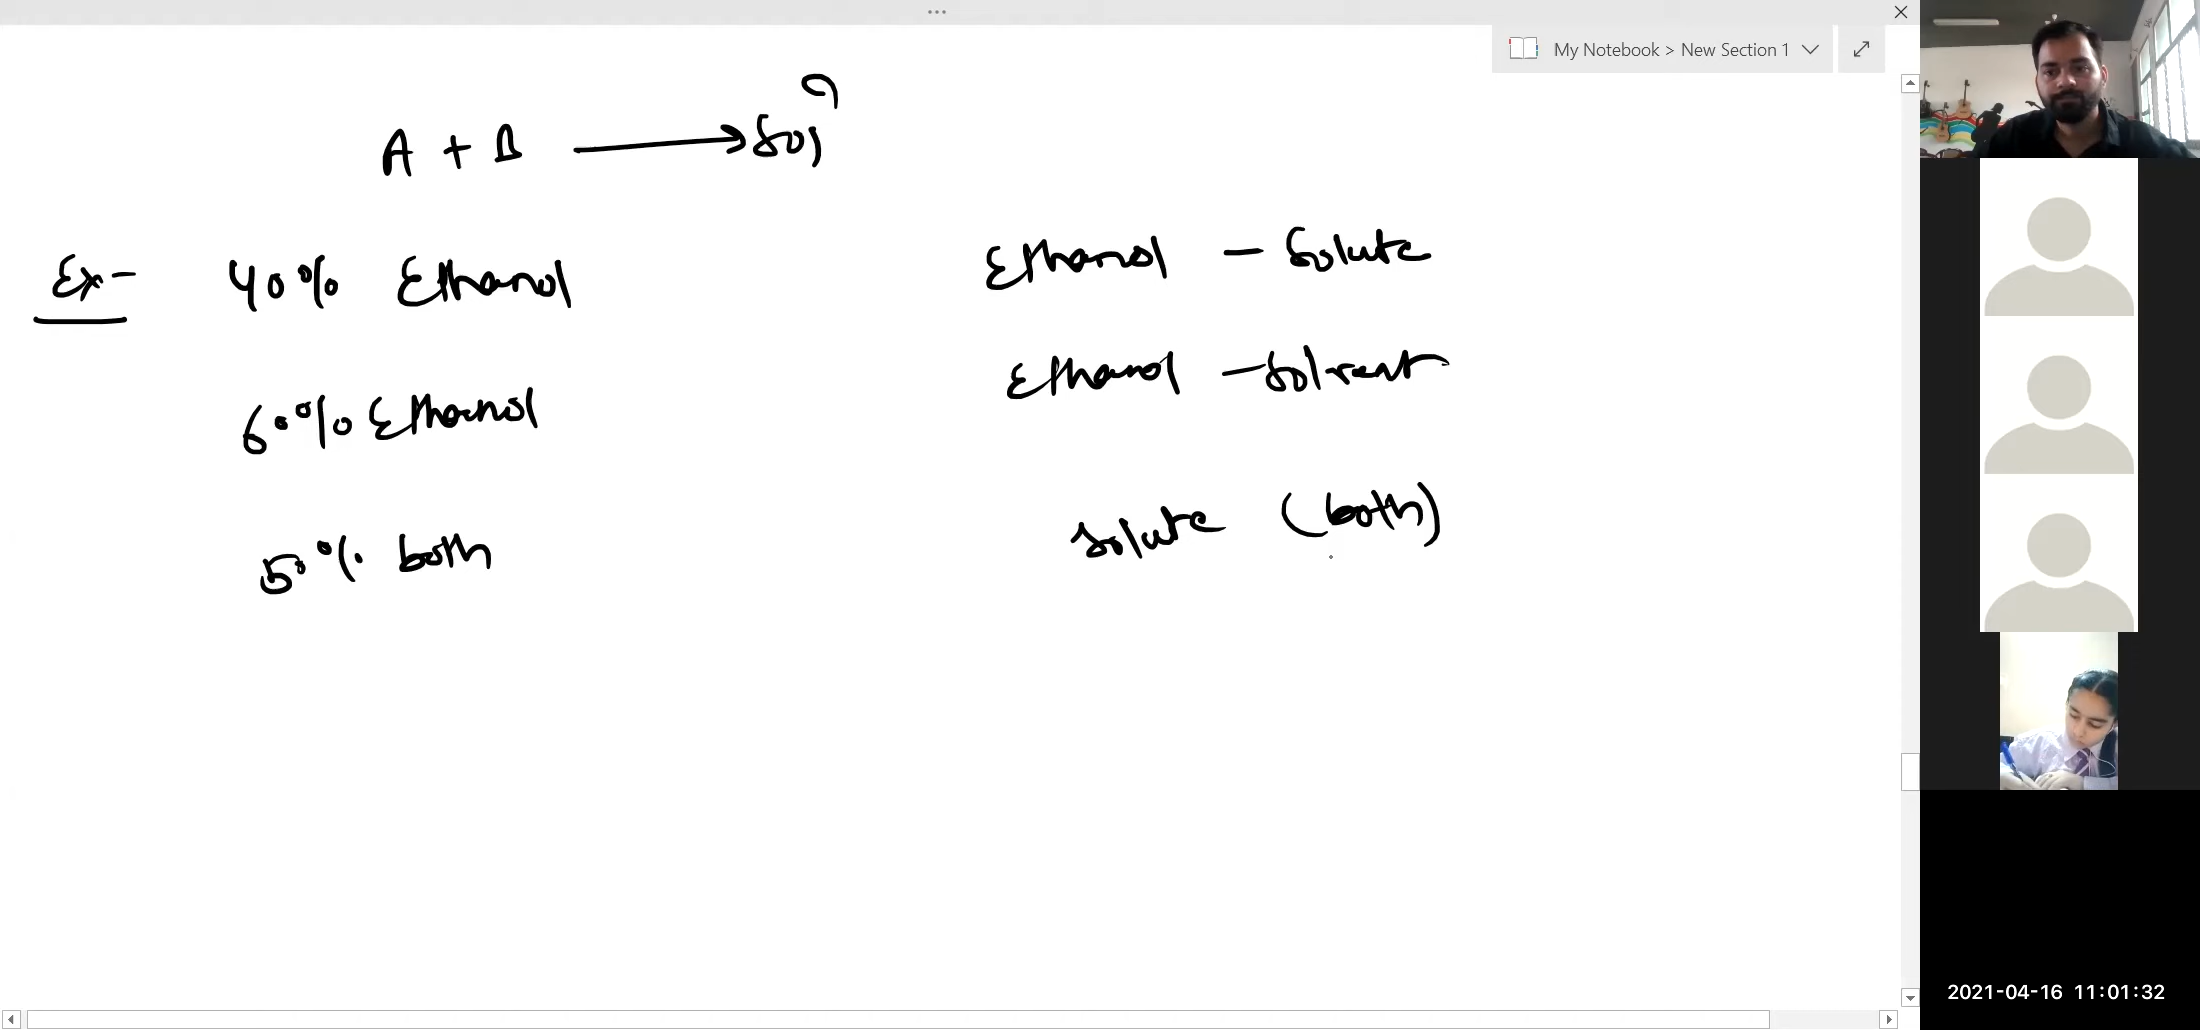 My Notebook > New Section 1
A + B → Solⁿ
Ex- 40% Ethanol Ethanol - Solute
60% Ethanol Ethanol - Solvent
50% both Solute (both)
2021-04-16 11:01:32